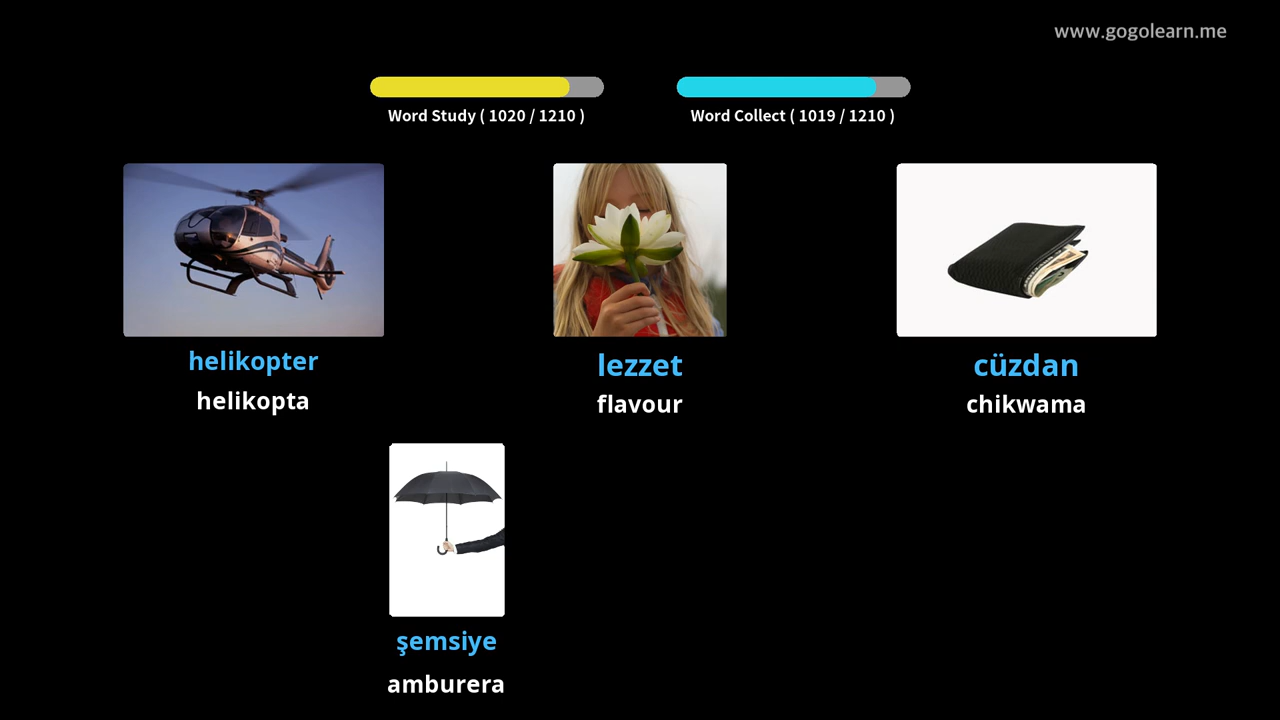 www.gogolearn.me
Word Study ( 1020 / 1210 )
Word Collect ( 1019 / 1210 )
helikopter
helikopta
lezzet
flavour
cüzdan
chikwama
şemsiye
amburera